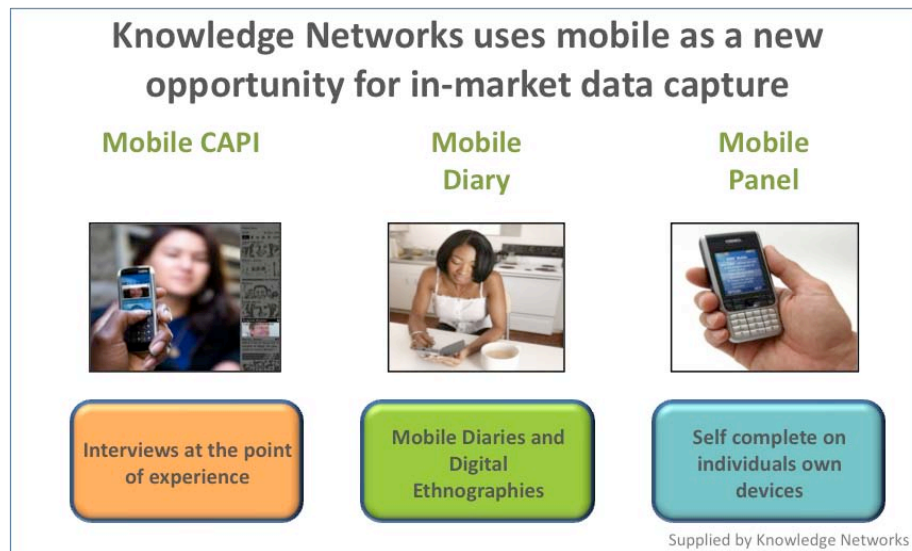 Knowledge Networks uses mobile as a new
opportunity for in-market data capture
Mobile CAPI
Mobile
Diary
Mobile
Panel
Interviews at the point
of experience
Mobile Diaries and
Digital
Ethnographies
Self complete on
individuals own
devices
Supplied by Knowledge Networks